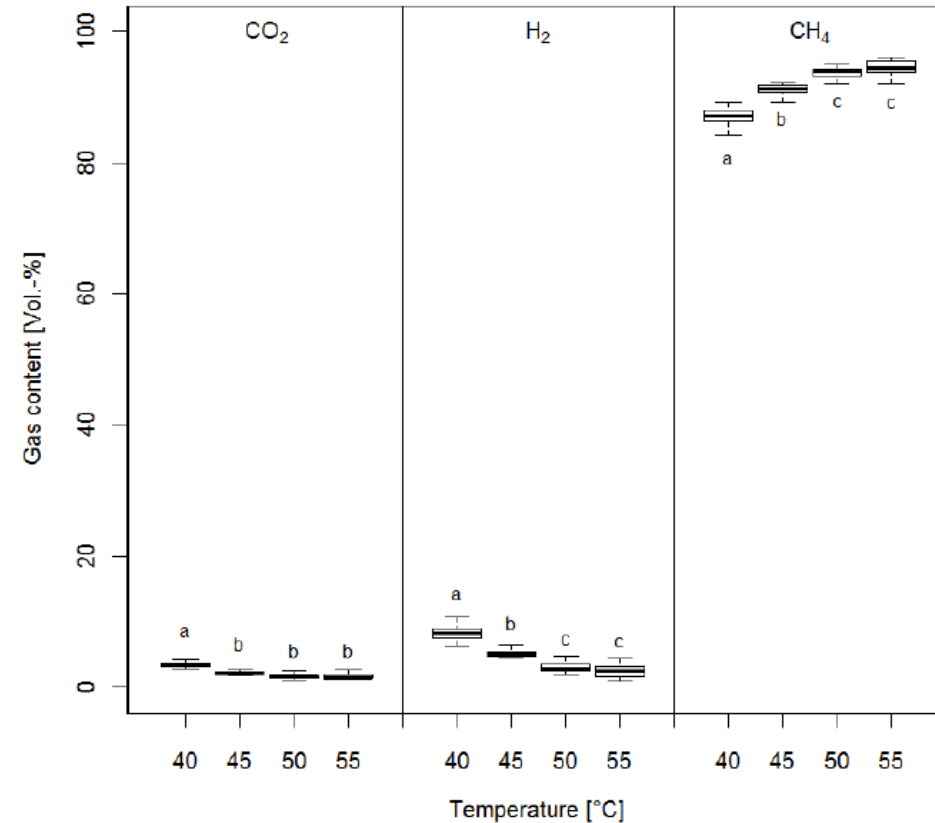 CO₂ H₂ CH₄
100
80
60
40
20
0
Gas content [Vol.-%]
a b b b
a b c c
a b c c
40 45 50 55 40 45 50 55 40 45 50 55
Temperature [°C]